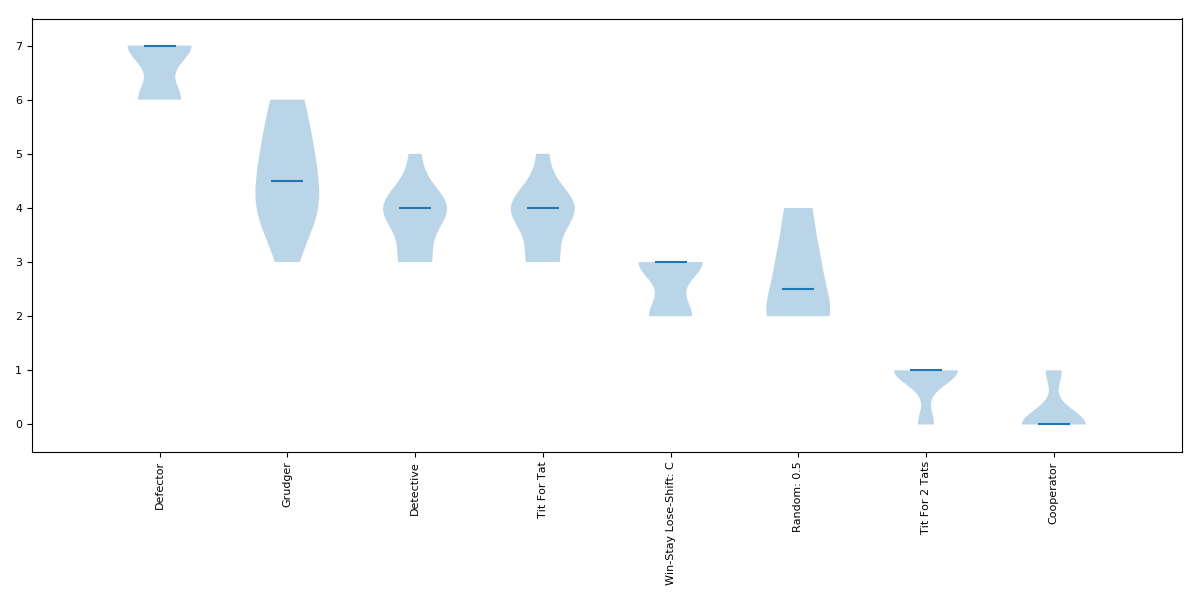 7
6
5
4
3
2
1
0
Defector
Grudger
Detective
Tit For Tat
Win-Stay Lose-Shift: C
Random: 0.5
Tit For 2 Tats
Cooperator